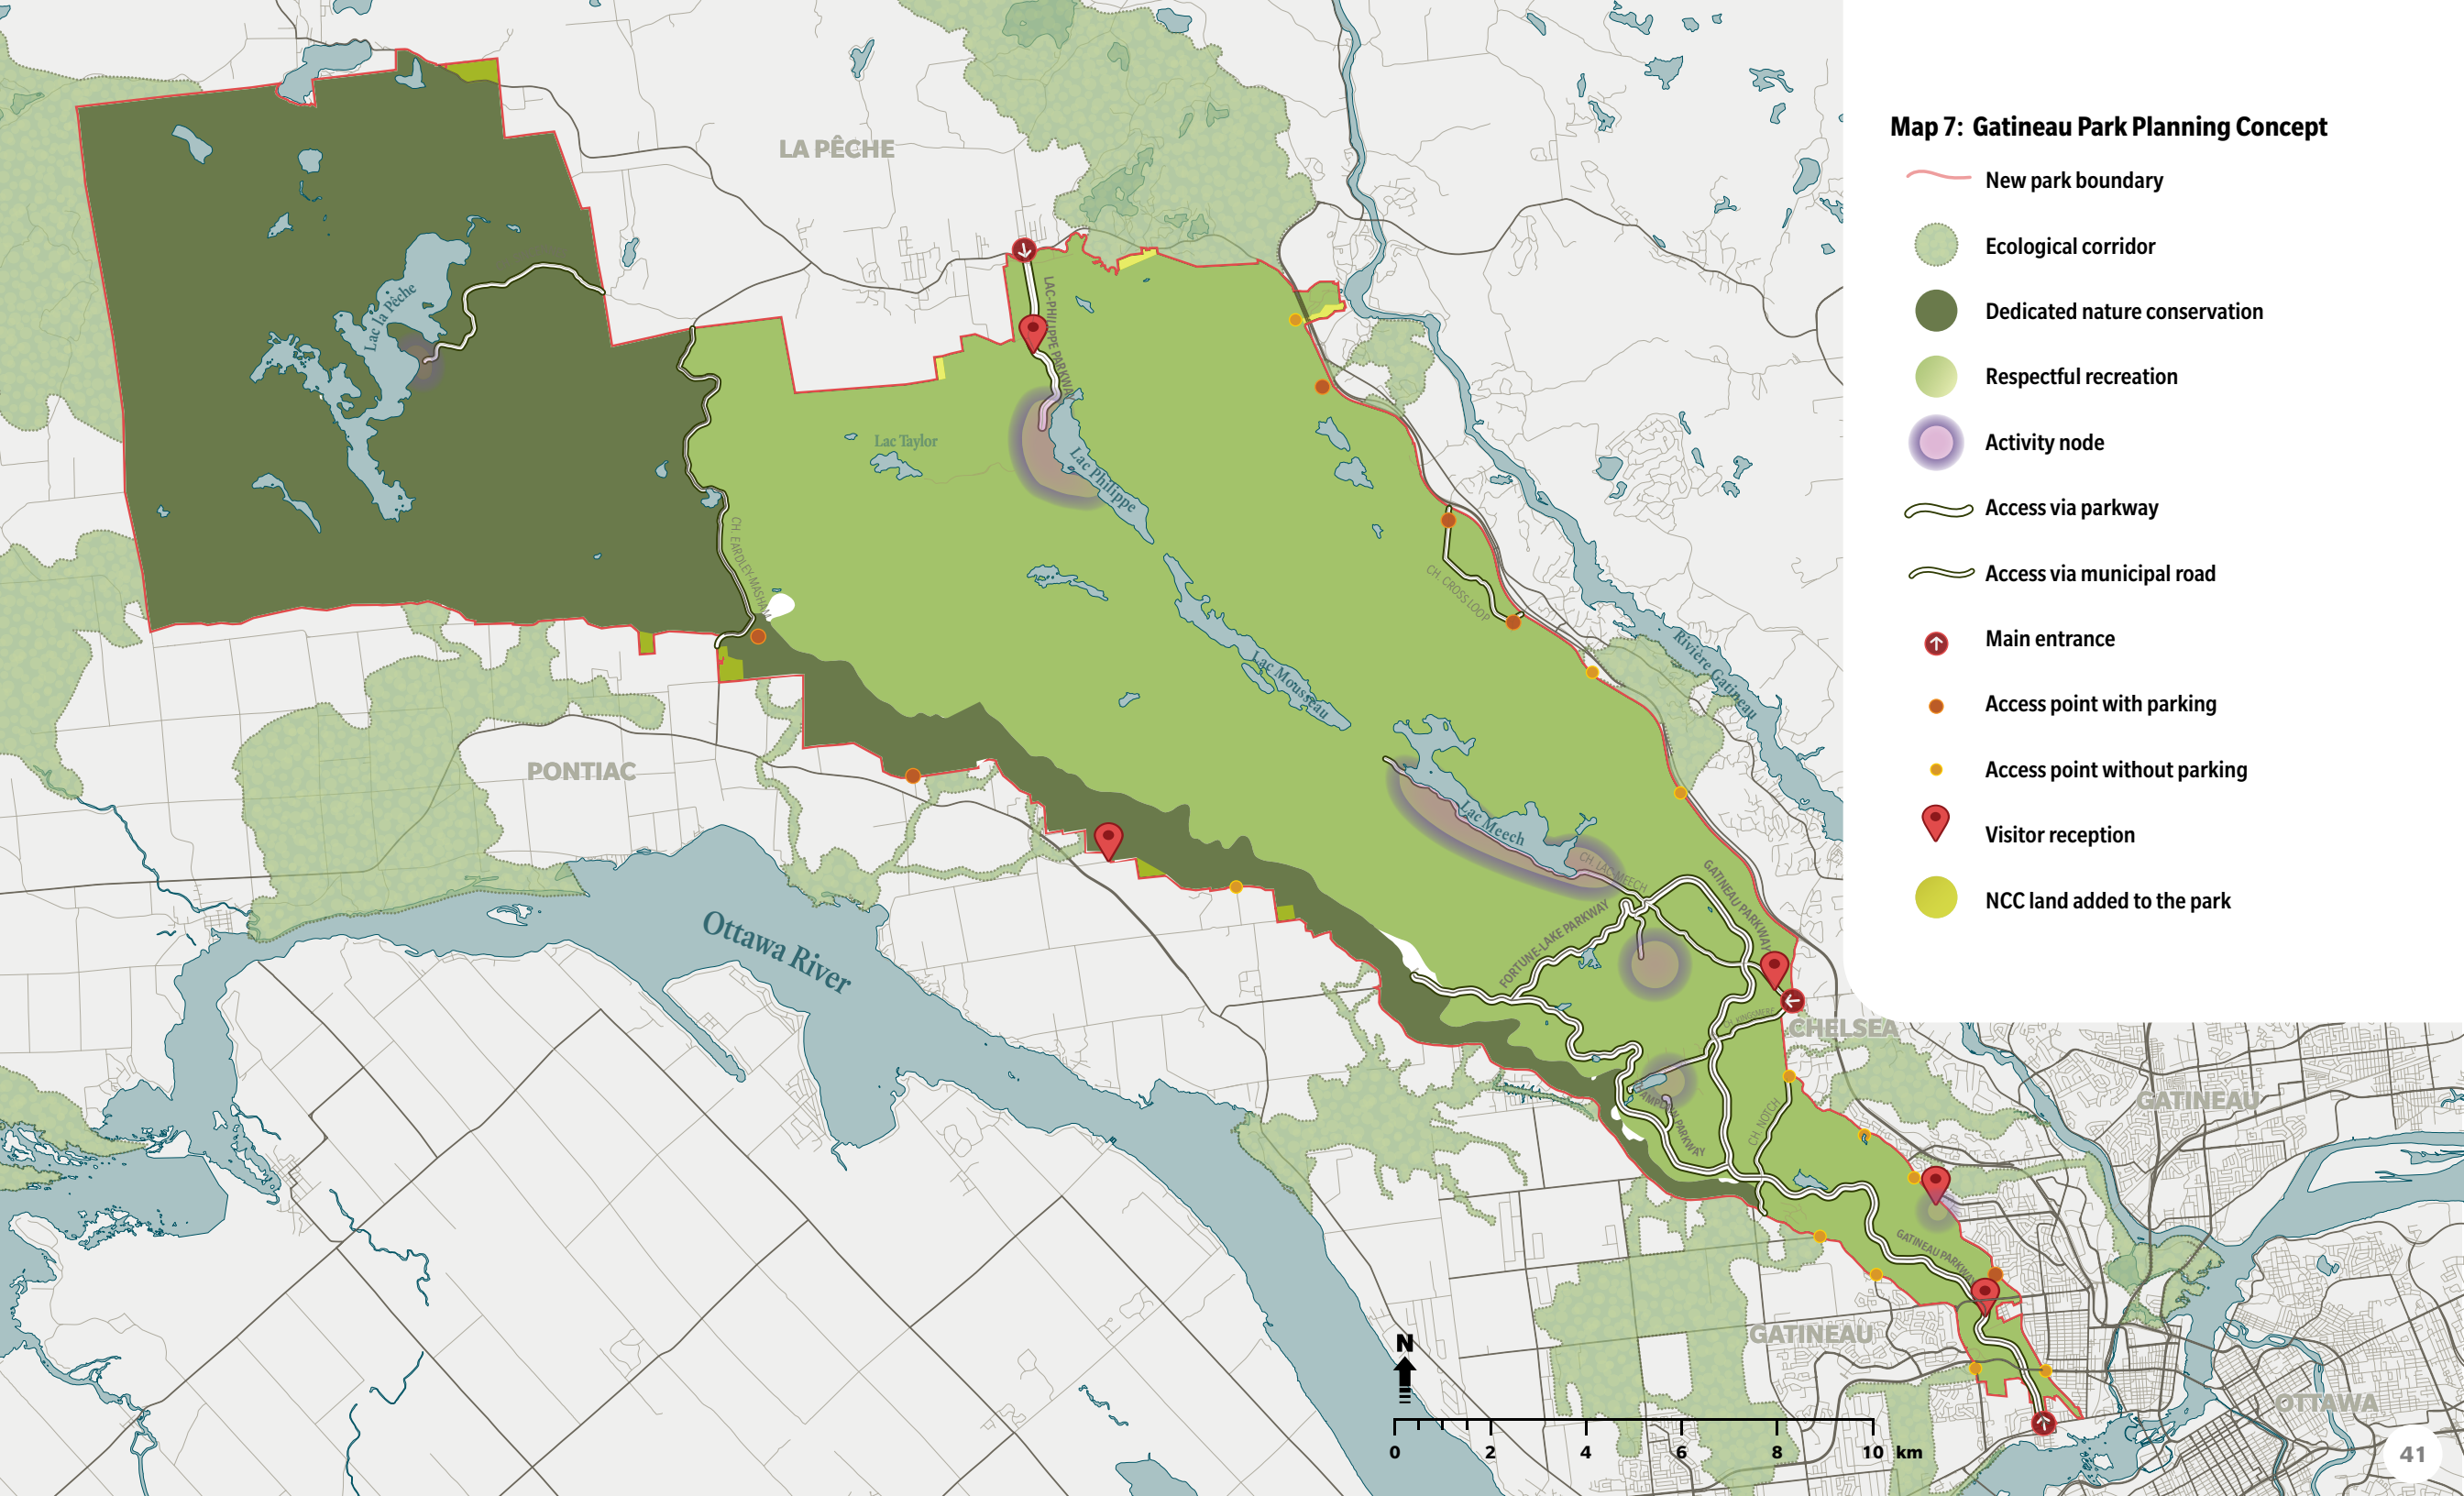 Map 7: Gatineau Park Planning Concept
New park boundary
Ecological corridor
Dedicated nature conservation
Respectful recreation
Activity node
Access via parkway
Access via municipal road
Main entrance
Access point with parking
Access point without parking
Visitor reception
NCC land added to the park
LA PÊCHE
LAC-PHILIPPE PARKWAY
Lac la Pêche
Lac Taylor
Lac Philippe
CH. EARDLEY-MASHAM
CH. CROSS LOOP
Rivière Gatineau
Lac Mousseau
PONTIAC
Lac Meech
CH. LAC MEECH
GATINEAU PARKWAY
FORTUNE-LAKE PARKWAY
Ottawa River
CH. KINGSMERE
CHELSEA
GATINEAU
CHAMPLAIN PARKWAY
CH. NOTCH
GATINEAU PARKWAY
GATINEAU
OTTAWA
N
0 2 4 6 8 10 km
41